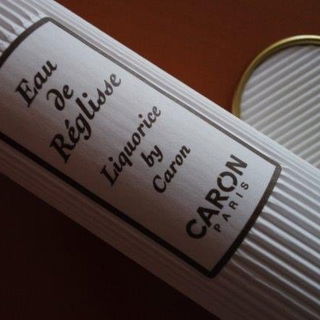 Eau
de
Réglisse
Liquorice
by
Caron
CARON
PARIS